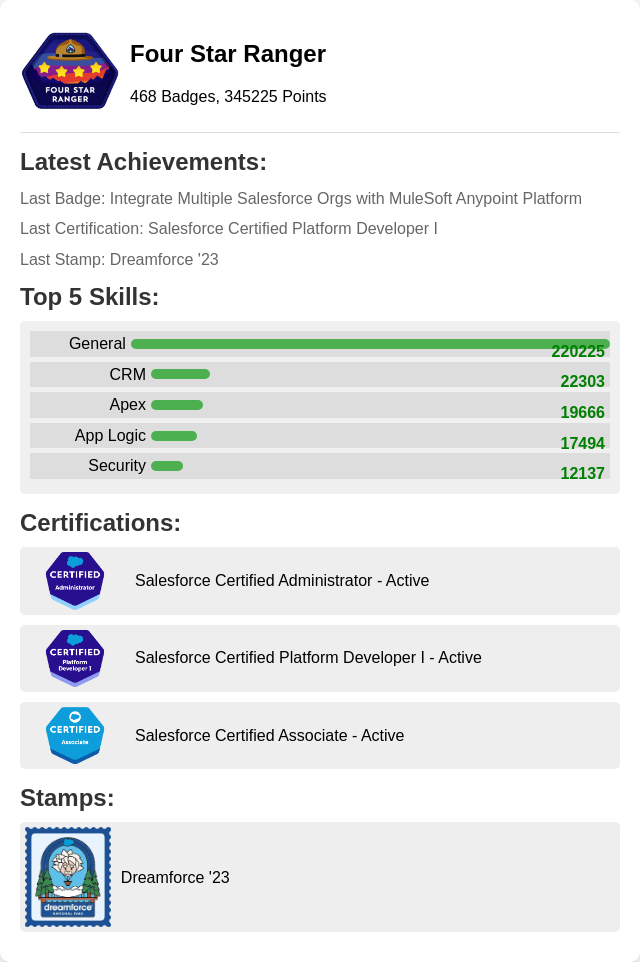 FOUR STAR
RANGER
Four Star Ranger
468 Badges, 345225 Points
Latest Achievements:
Last Badge: Integrate Multiple Salesforce Orgs with MuleSoft Anypoint Platform
Last Certification: Salesforce Certified Platform Developer I
Last Stamp: Dreamforce '23
Top 5 Skills:
General 220225
CRM 22303
Apex 19666
App Logic 17494
Security 12137
Certifications:
CERTIFIED
Administrator
Salesforce Certified Administrator - Active
CERTIFIED
Platform
Developer I
Salesforce Certified Platform Developer I - Active
CERTIFIED
Associate
Salesforce Certified Associate - Active
Stamps:
dreamforce
NATIONAL PARK
Dreamforce '23